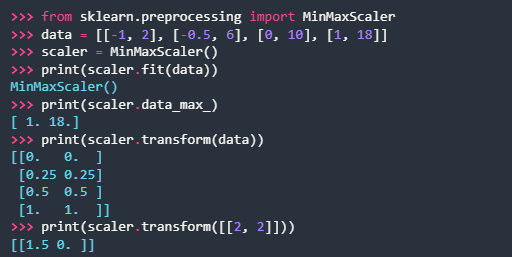 >>> from sklearn.preprocessing import MinMaxScaler
>>> data = [[-1, 2], [-0.5, 6], [0, 10], [1, 18]]
>>> scaler = MinMaxScaler()
>>> print(scaler.fit(data))
MinMaxScaler()
>>> print(scaler.data_max_)
[ 1. 18.]
>>> print(scaler.transform(data))
[[0.   0.  ]
 [0.25 0.25]
 [0.5  0.5 ]
 [1.   1.  ]]
>>> print(scaler.transform([[2, 2]]))
[[1.5 0. ]]